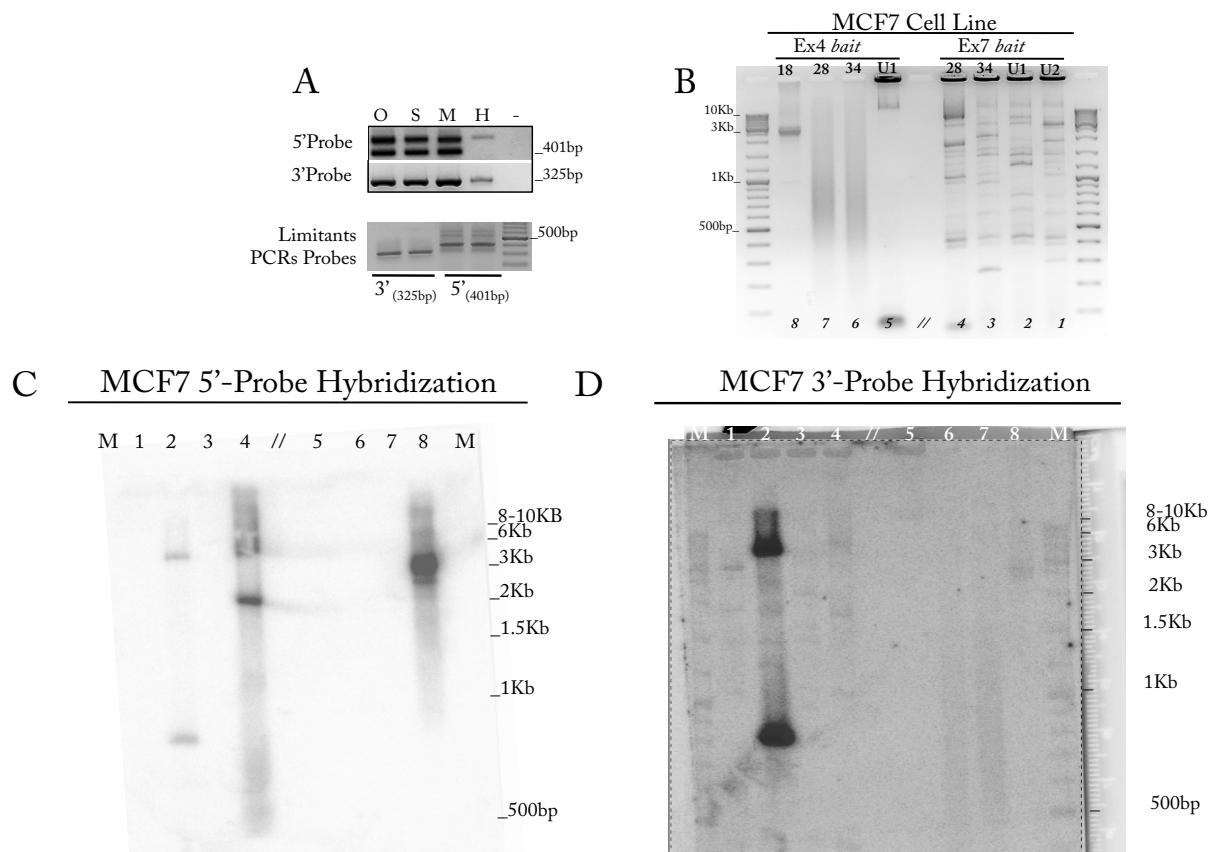 A
O S M H -
5'Probe
_401bp
3'Probe
_325bp
Limitants
PCRs Probes
_500bp
3' (325bp) 5' (401bp)
B
MCF7 Cell Line
Ex4 bait Ex7 bait
18 28 34 U1 28 34 U1 U2
10Kb_
3Kb_
1Kb_
500bp_
8 7 6 5 // 4 3 2 1
C
MCF7 5'-Probe Hybridization
M 1 2 3 4 // 5 6 7 8 M
_8-10KB
_6Kb
_3Kb
_2Kb
_1.5Kb
_1Kb
_500bp
D
MCF7 3'-Probe Hybridization
M 1 2 3 4 // 5 6 7 8 M
8-10Kb
6Kb
3Kb
2Kb
1.5Kb
1Kb
500bp